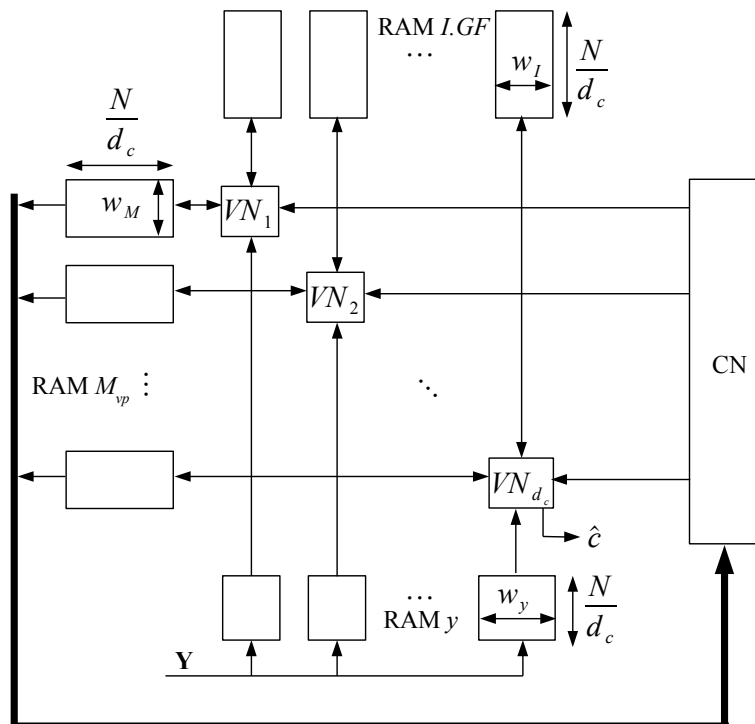 RAM I.GF
⋯
w_I
N/d_c
N/d_c
w_M
VN_1
VN_2
CN
RAM M_vp ⋮
⋱
VN_{d_c}
ĉ
⋯
RAM y
w_y
N/d_c
Y